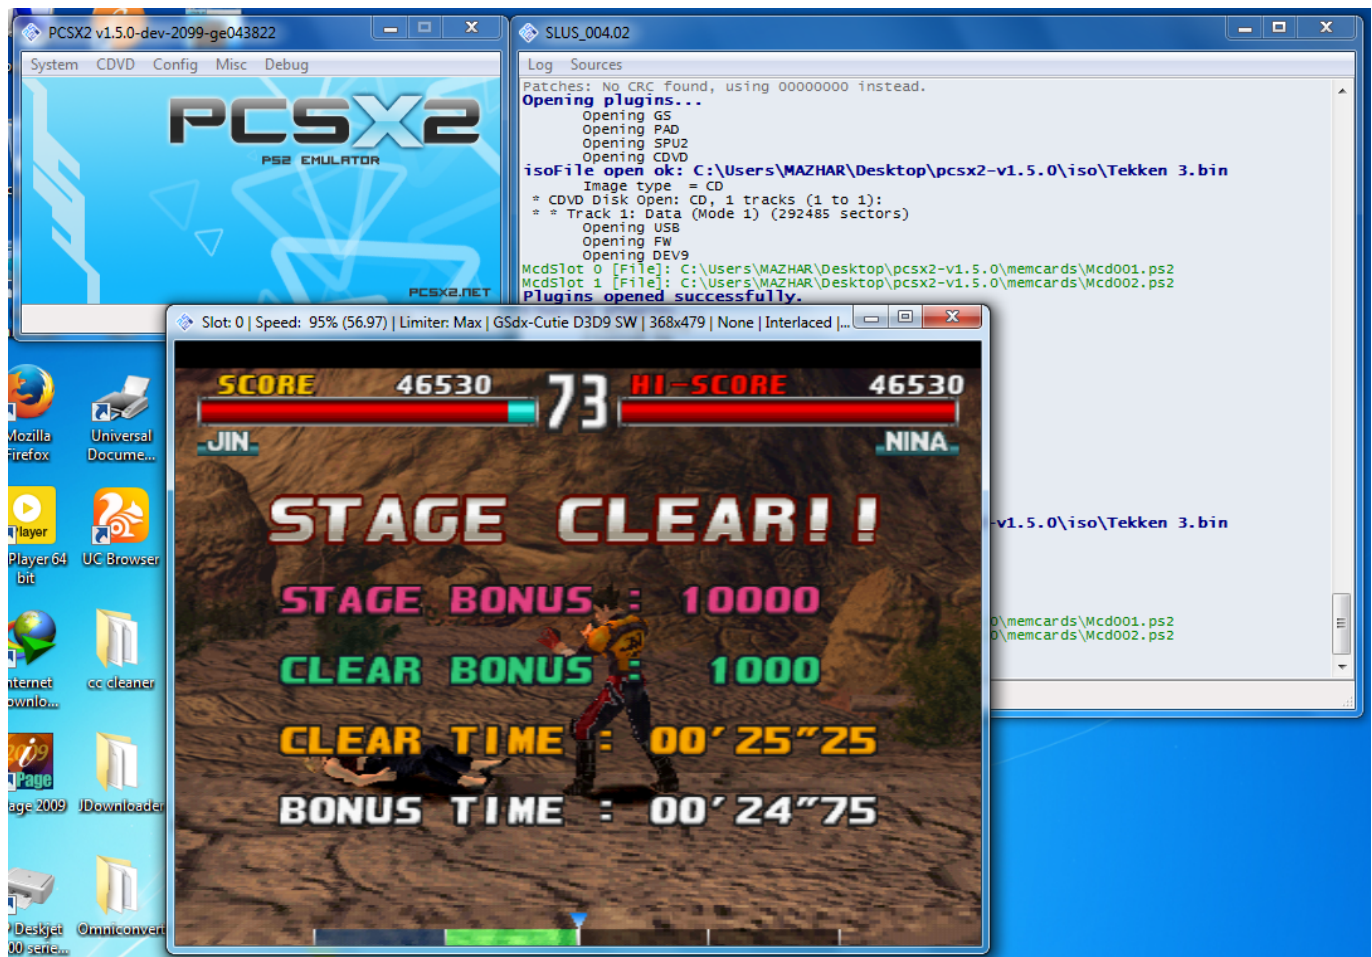 PCSX2 v1.5.0-dev-2099-ge043822
System CDVD Config Misc Debug
PCSX2
PS2 EMULATOR
PCSX2.NET
SLUS_004.02
Log Sources
Patches: No CRC found, using 00000000 instead.
Opening plugins...
Opening GS
Opening PAD
Opening SPU2
Opening CDVD
isoFile open ok: C:\Users\MAZHAR\Desktop\pcsx2-v1.5.0\iso\Tekken 3.bin
Image type = CD
* CDVD Disk Open: CD, 1 tracks (1 to 1):
* * Track 1: Data (Mode 1) (292485 sectors)
Opening USB
Opening FW
Opening DEV9
McdSlot 0 [File]: C:\Users\MAZHAR\Desktop\pcsx2-v1.5.0\memcards\Mcd001.ps2
McdSlot 1 [File]: C:\Users\MAZHAR\Desktop\pcsx2-v1.5.0\memcards\Mcd002.ps2
Plugins opened successfully.
-v1.5.0\iso\Tekken 3.bin
0\memcards\Mcd001.ps2
0\memcards\Mcd002.ps2
Slot: 0 | Speed: 95% (56.97) | Limiter: Max | GSdx-Cutie D3D9 SW | 368x479 | None | Interlaced |...
SCORE 46530 73 HI-SCORE 46530
JIN NINA
STAGE CLEAR!!
STAGE BONUS : 10000
CLEAR BONUS : 1000
CLEAR TIME : 00'25"25
BONUS TIME : 00'24"75
Mozilla
Firefox
Universal
Docume...
Player
Player 64
bit
UC Browser
Internet
Downlo...
cc cleaner
2009
iPage
age 2009
JDownloader
Deskjet
00 serie...
Omniconvert